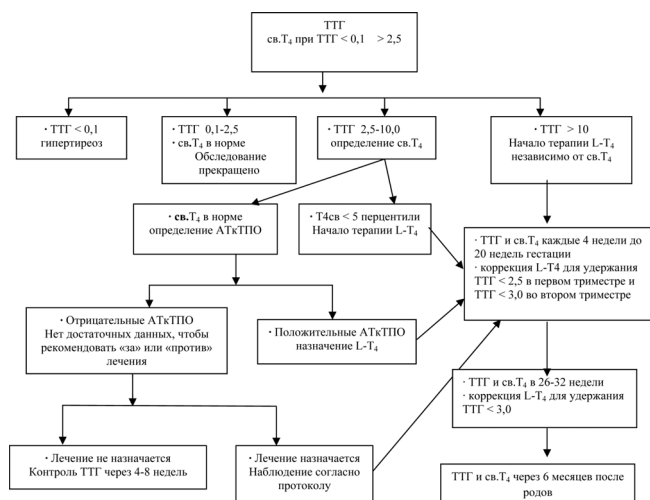 ТТГ
св.Т₄ при ТТГ < 0,1 > 2,5
· ТТГ < 0,1
гипертиреоз
· ТТГ 0,1-2,5
· св.Т₄ в норме
Обследование
прекращено
· ТТГ 2,5-10,0
определение св.Т₄
· ТТГ > 10
Начало терапии L-Т₄
независимо от св.Т₄
· св.Т₄ в норме
определение АТкТПО
· Т4св < 5 перцентили
Начало терапии L-Т₄
· ТТГ и св.Т₄ каждые 4 недели до
20 недель гестации
· коррекция L-Т4 для удержания
ТТГ < 2,5 в первом триместре и
ТТГ < 3,0 во втором триместре
· Отрицательные АТкТПО
Нет достаточных данных, чтобы
рекомендовать «за» или «против»
лечения
· Положительные АТкТПО
назначение L-Т₄
· ТТГ и св.Т₄ в 26-32 недели
· коррекция L-Т₄ для удержания
ТТГ < 3,0
· Лечение не назначается
Контроль ТТГ через 4-8 недель
· Лечение назначается
Наблюдение согласно
протоколу
ТТГ и св.Т₄ через 6 месяцев после
родов